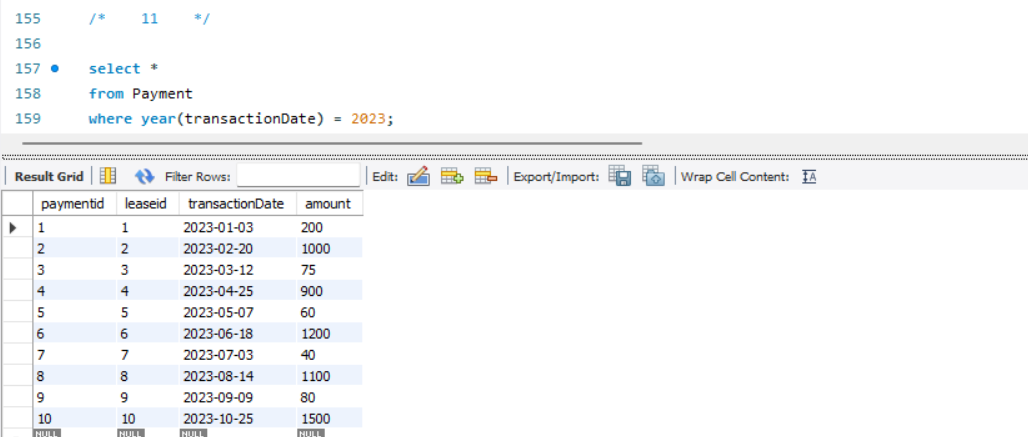 155 /* 11 */
156
157 select *
158 from Payment
159 where year(transactionDate) = 2023;
Result Grid Filter Rows: Edit: Export/Import: Wrap Cell Content:
paymentid leaseid transactionDate amount
1 1 2023-01-03 200
2 2 2023-02-20 1000
3 3 2023-03-12 75
4 4 2023-04-25 900
5 5 2023-05-07 60
6 6 2023-06-18 1200
7 7 2023-07-03 40
8 8 2023-08-14 1100
9 9 2023-09-09 80
10 10 2023-10-25 1500
NULL NULL NULL NULL